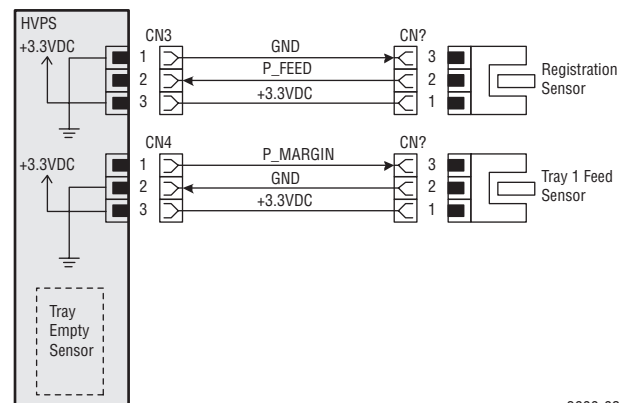 HVPS
+3.3VDC
CN3
1
2
3
GND
P_FEED
+3.3VDC
CN?
3
2
1
Registration
Sensor
+3.3VDC
CN4
1
2
3
P_MARGIN
GND
+3.3VDC
CN?
3
2
1
Tray 1 Feed
Sensor
Tray
Empty
Sensor